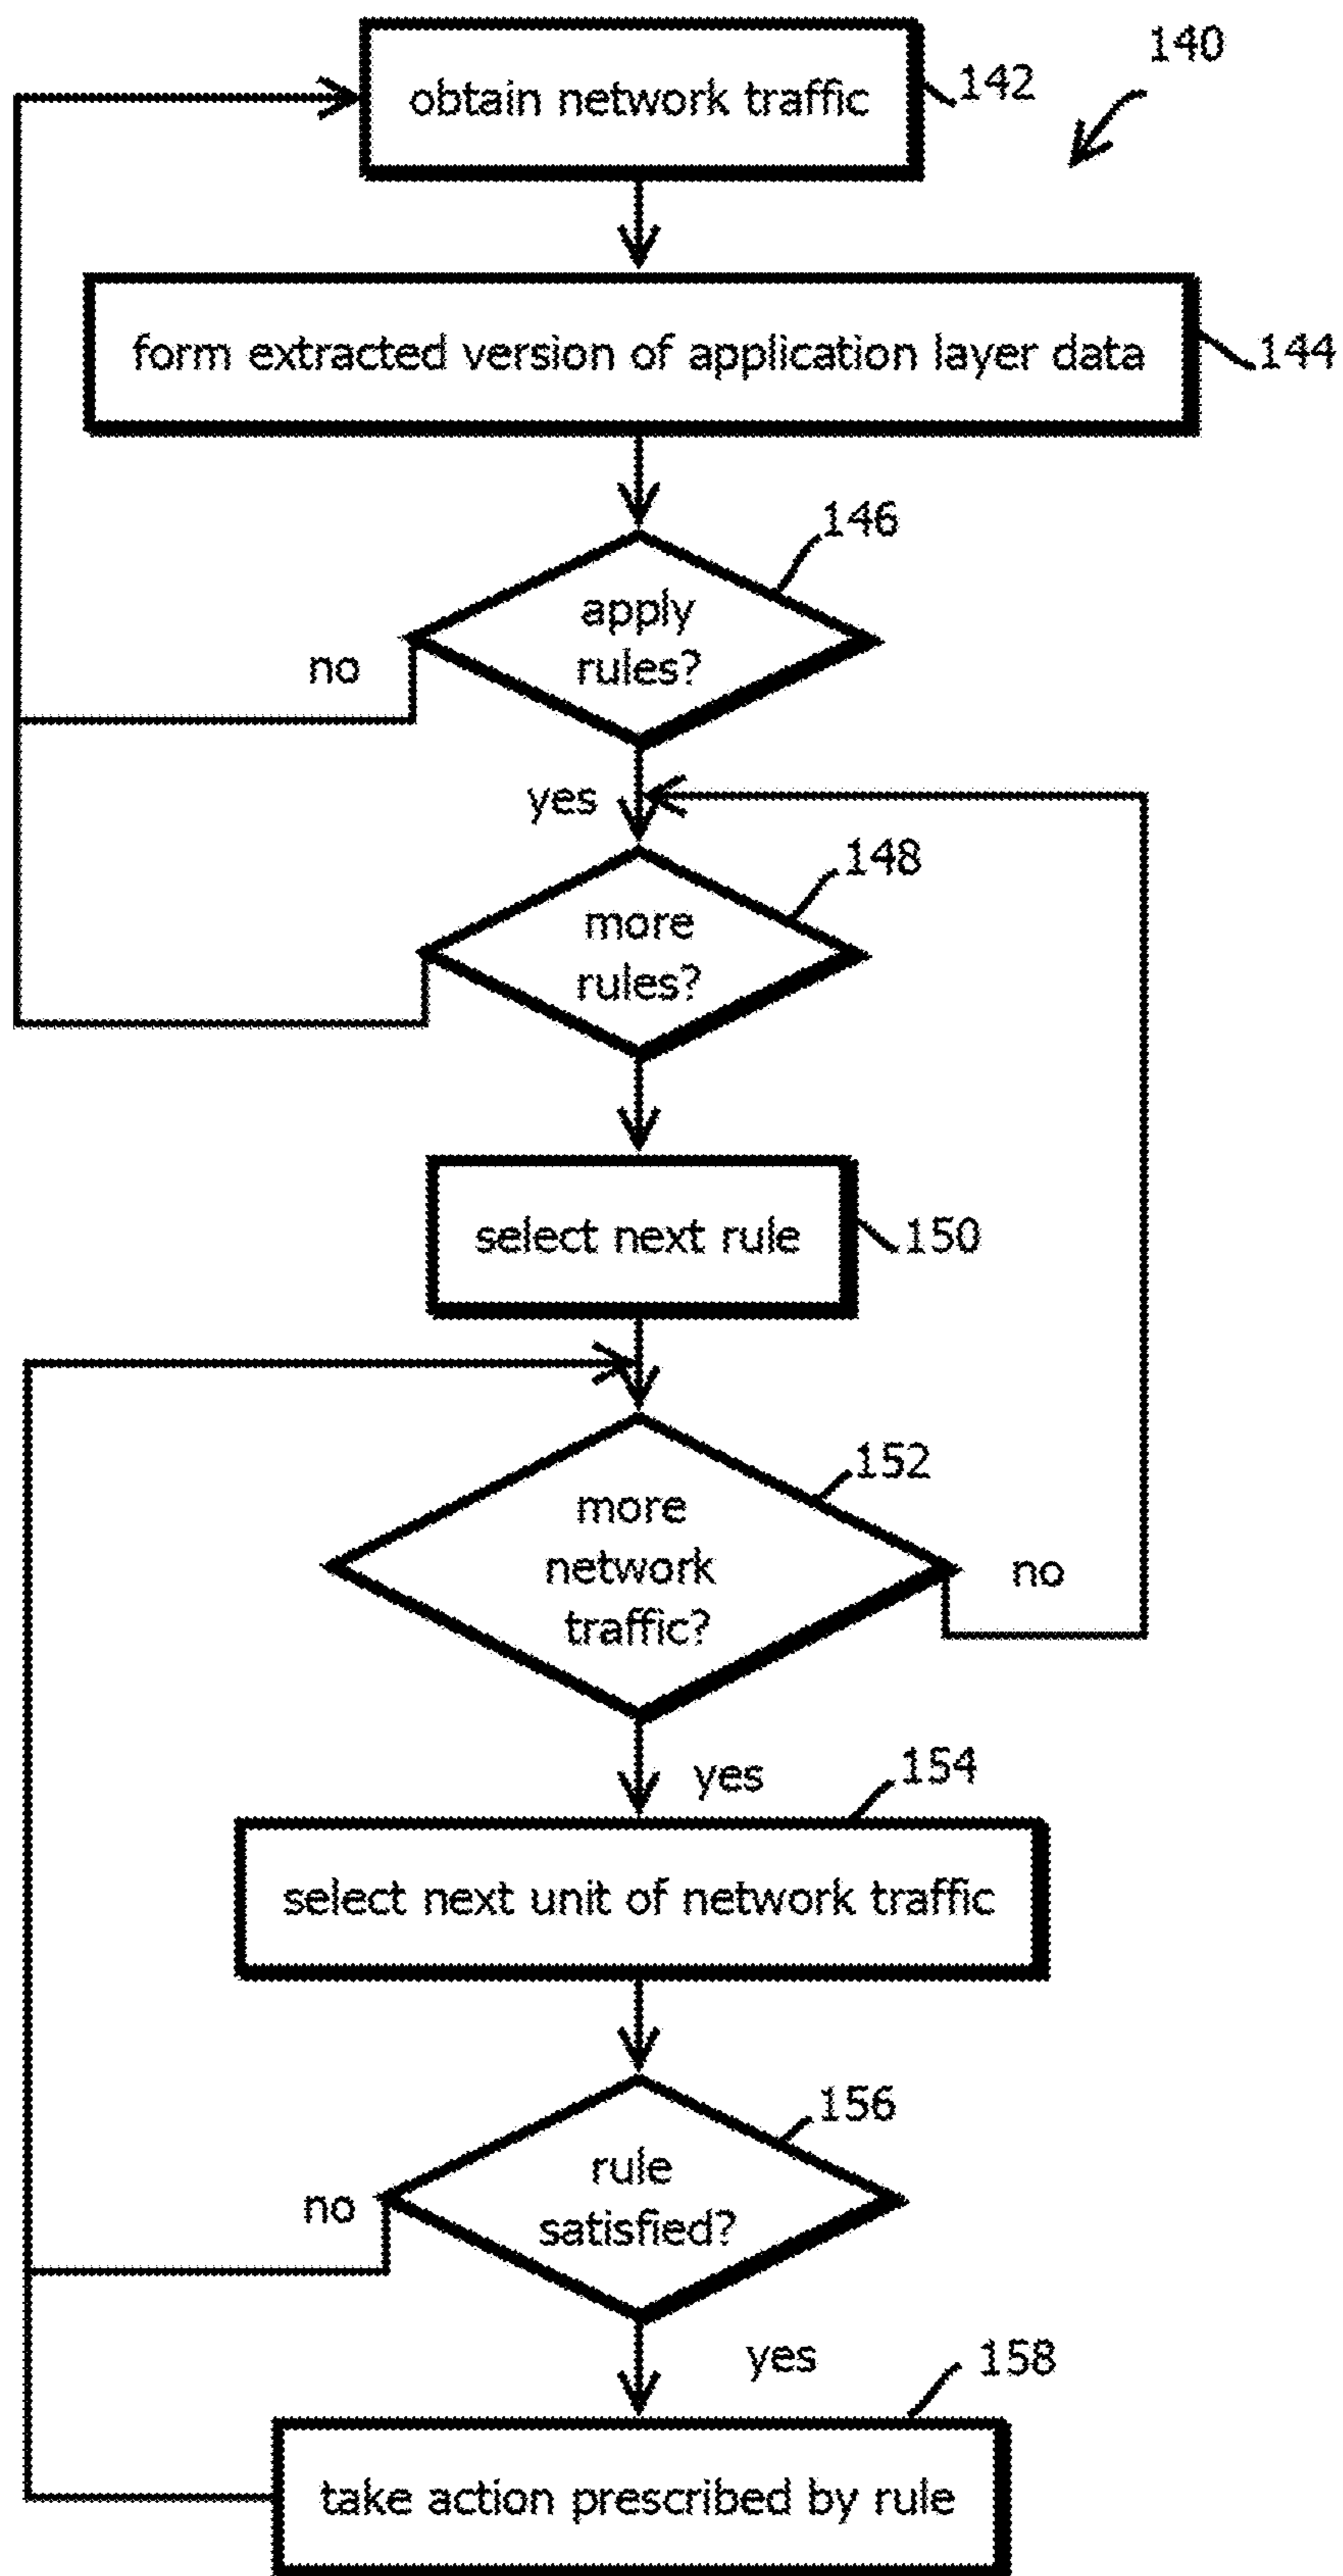 140
obtain network traffic
142
form extracted version of application layer data
144
146
apply
rules?
no
yes
148
more
rules?
select next rule
150
152
more
network
traffic?
no
yes
154
select next unit of network traffic
156
rule
satisfied?
no
yes
158
take action prescribed by rule